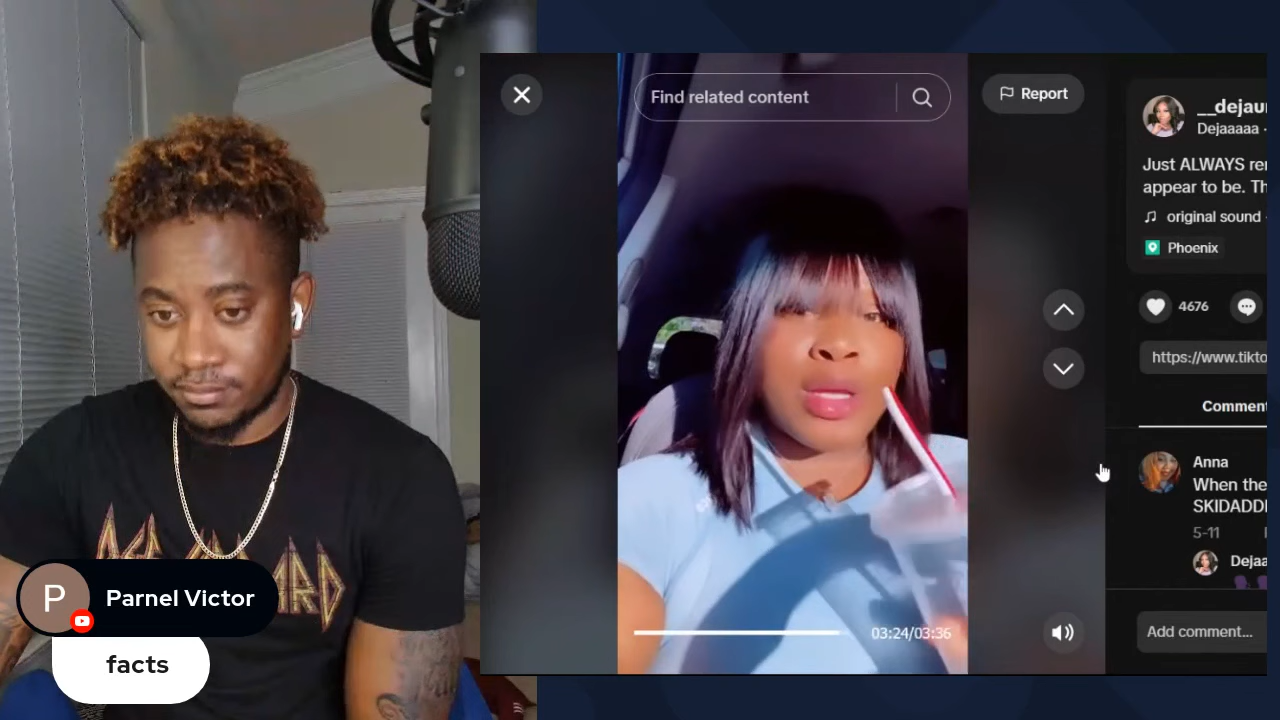 Find related content
Report
__dejau
Dejaaaaa
Just ALWAYS re
appear to be. Th
original sound
Phoenix
4676
https://www.tikto
Comment
Anna
When the
SKIDADD
5-11
Dejaa
03:24/03:36
Add comment...
P
Parnel Victor
facts